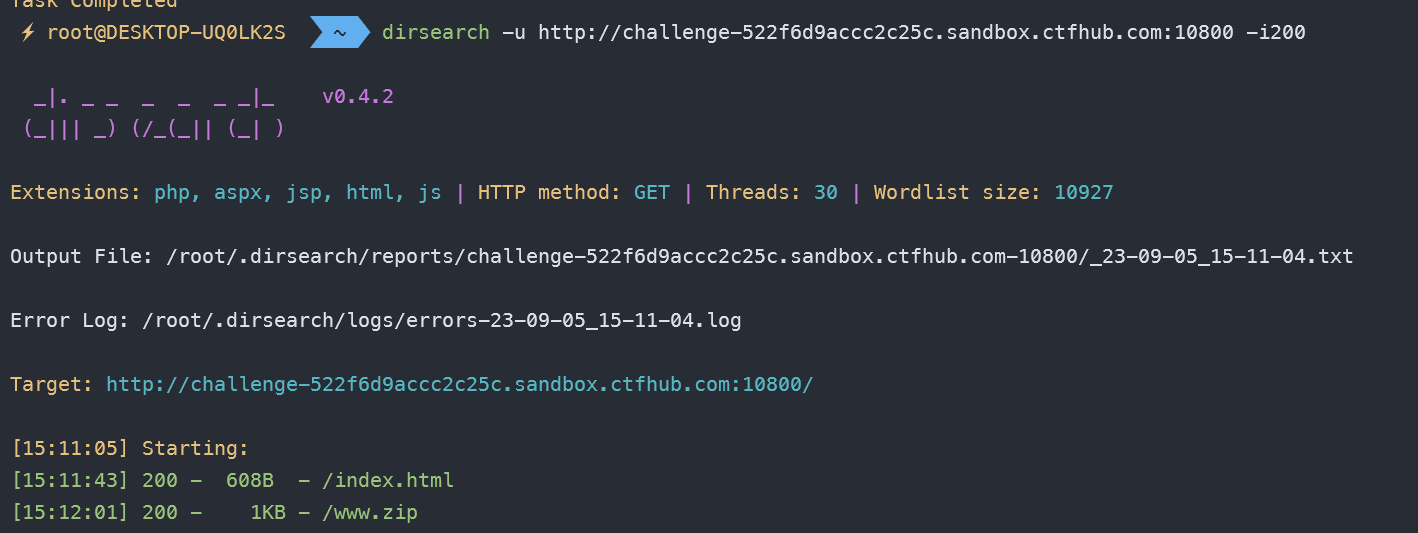 Task Completed
⚡ root@DESKTOP-UQ0LK2S ~ dirsearch -u http://challenge-522f6d9accc2c25c.sandbox.ctfhub.com:10800 -i200
_|. _ _  _  _  _ _|_    v0.4.2
(_||| _) (/_(_|| (_| )
Extensions: php, aspx, jsp, html, js | HTTP method: GET | Threads: 30 | Wordlist size: 10927
Output File: /root/.dirsearch/reports/challenge-522f6d9accc2c25c.sandbox.ctfhub.com-10800/_23-09-05_15-11-04.txt
Error Log: /root/.dirsearch/logs/errors-23-09-05_15-11-04.log
Target: http://challenge-522f6d9accc2c25c.sandbox.ctfhub.com:10800/
[15:11:05] Starting:
[15:11:43] 200 -  608B  - /index.html
[15:12:01] 200 -    1KB - /www.zip